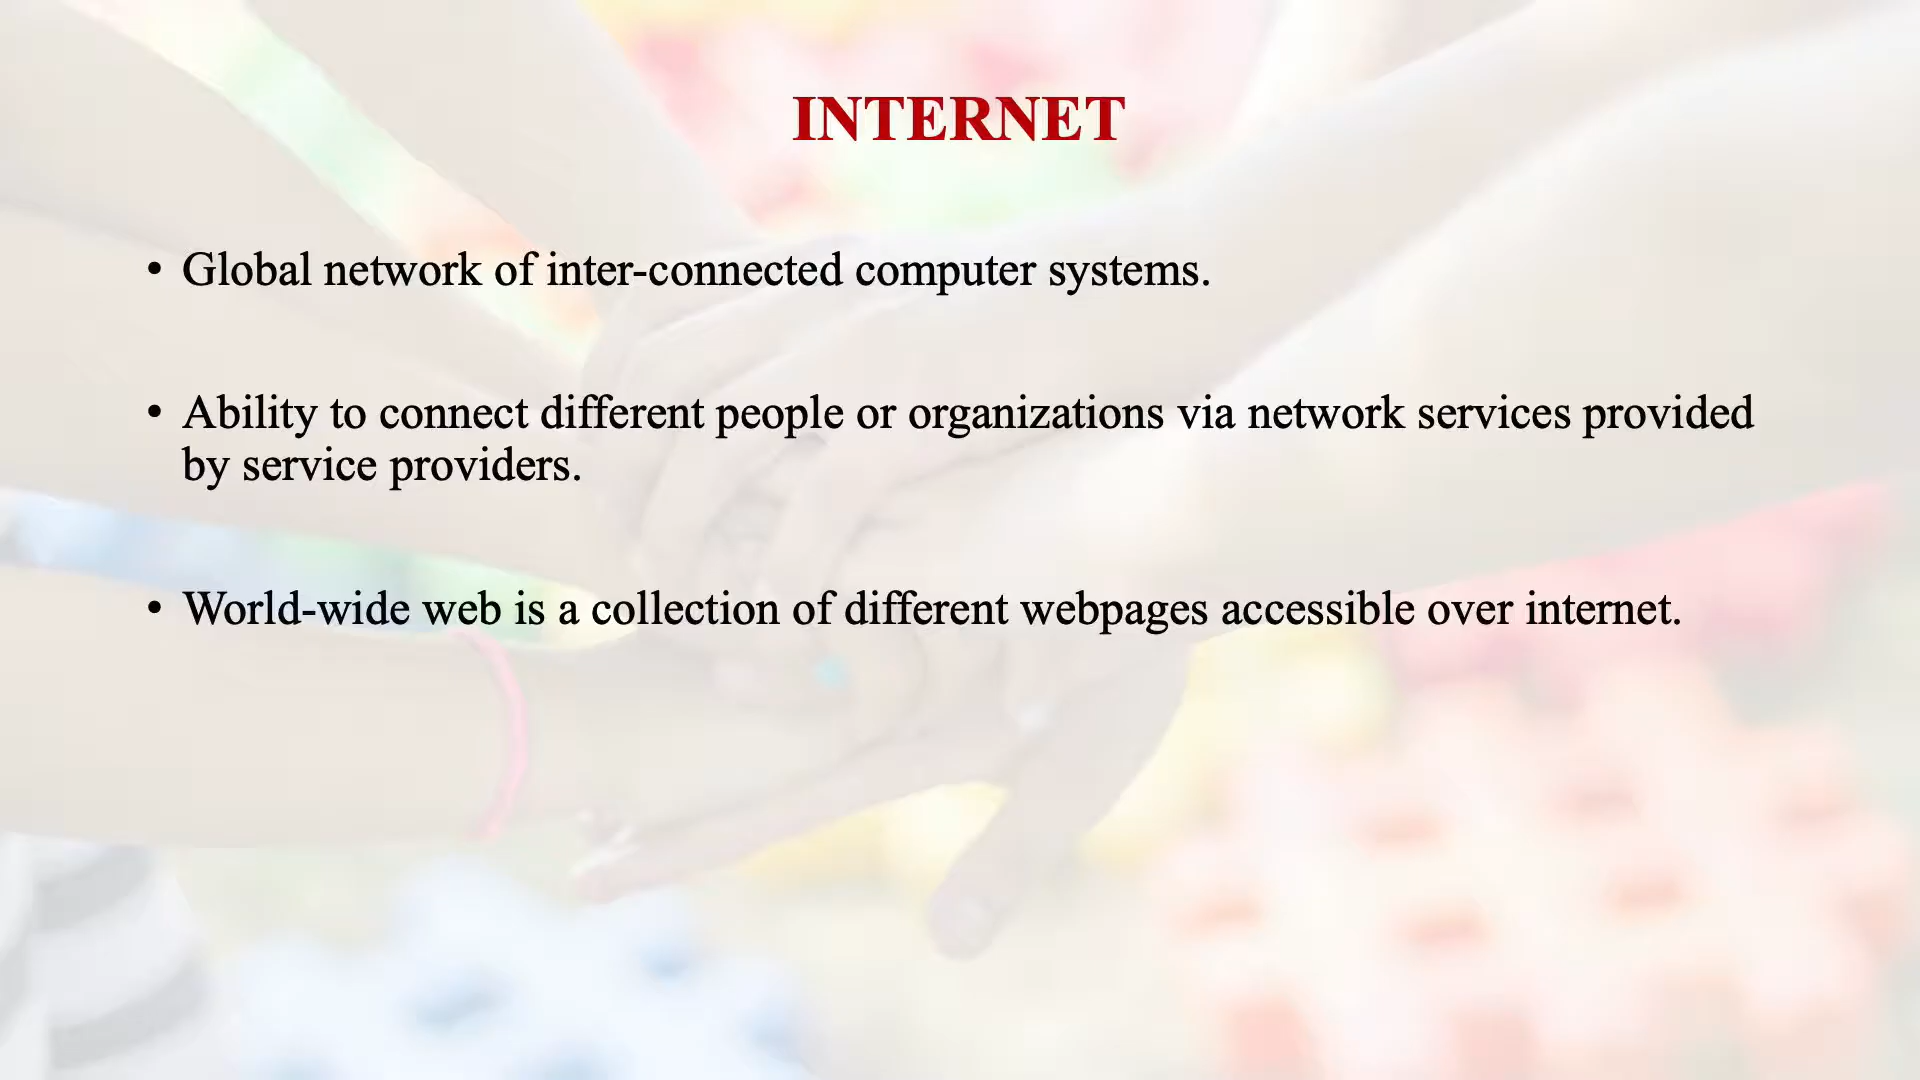 INTERNET
• Global network of inter-connected computer systems.
• Ability to connect different people or organizations via network services provided
by service providers.
• World-wide web is a collection of different webpages accessible over internet.